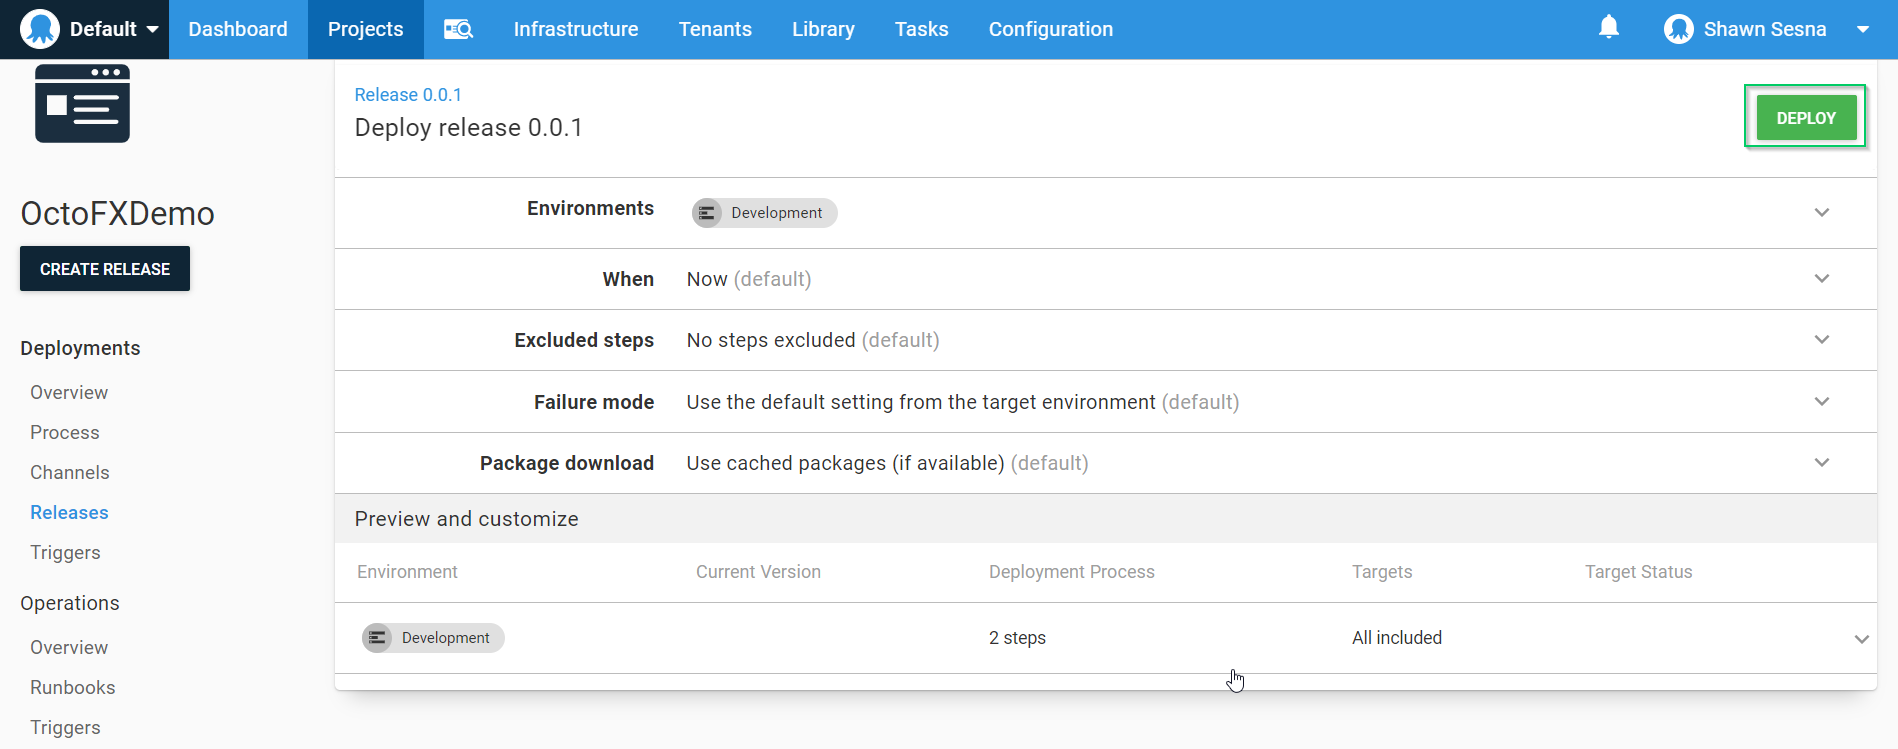 Default Dashboard Projects Infrastructure Tenants Library Tasks Configuration Shawn Sesna
OctoFXDemo
CREATE RELEASE
Deployments
Overview
Process
Channels
Releases
Triggers
Operations
Overview
Runbooks
Triggers
Release 0.0.1
Deploy release 0.0.1
DEPLOY
Environments Development
When Now (default)
Excluded steps No steps excluded (default)
Failure mode Use the default setting from the target environment (default)
Package download Use cached packages (if available) (default)
Preview and customize
Environment Current Version Deployment Process Targets Target Status
Development 2 steps All included